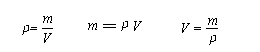 ρ = m/V    m = ρ V    V = m/ρ